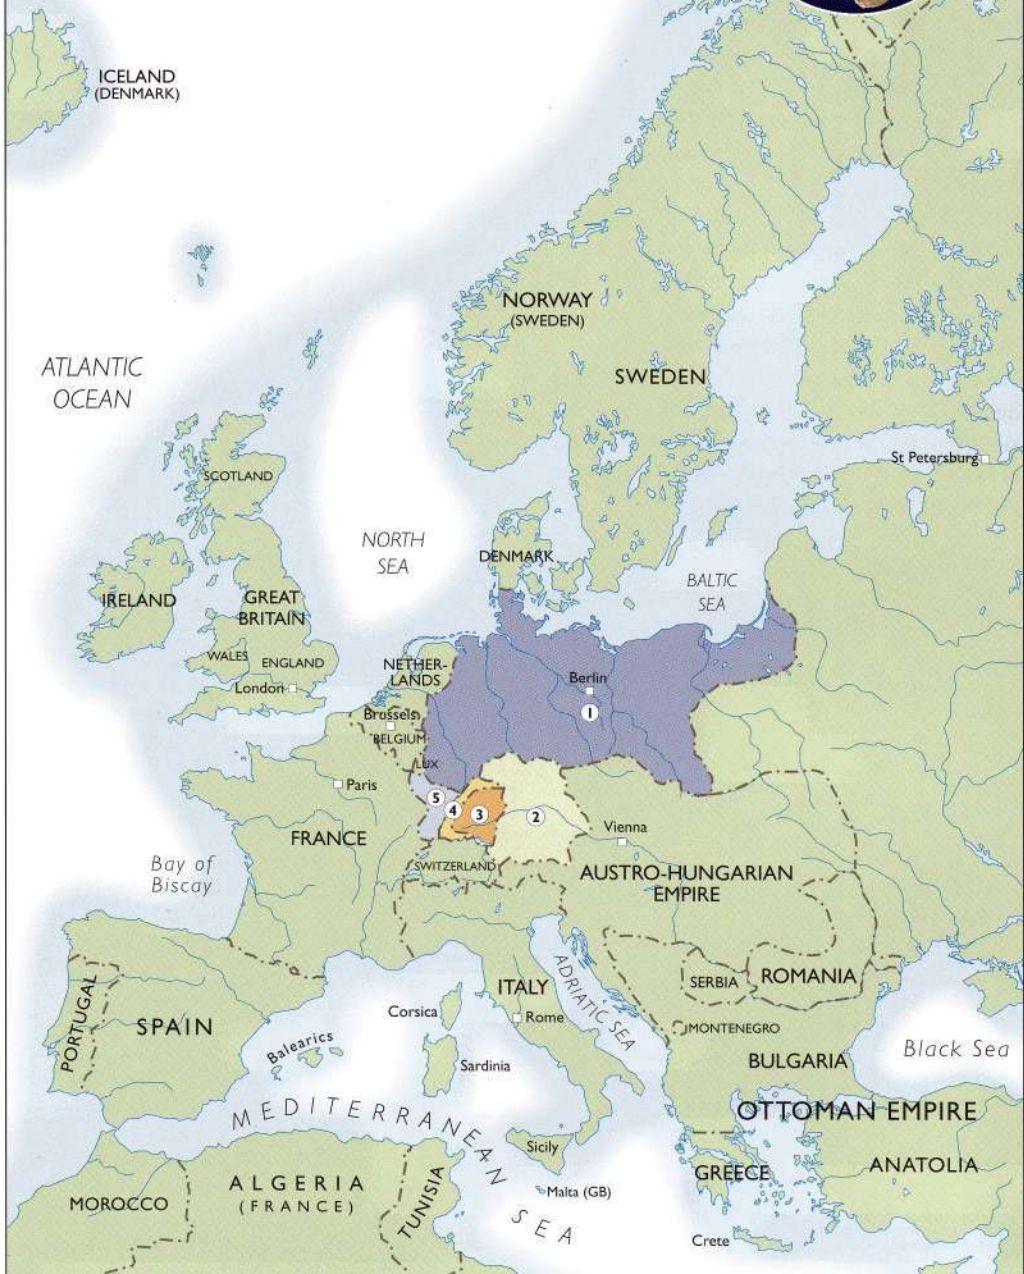 ICELAND
(DENMARK)
NORWAY
(SWEDEN)
ATLANTIC
OCEAN
SWEDEN
St Petersburg
SCOTLAND
NORTH
SEA
DENMARK
BALTIC
SEA
IRELAND
GREAT
BRITAIN
WALES
ENGLAND
London
NETHER-
LANDS
Berlin
1
Brussels
BELGIUM
LUX
Paris
5
4
3
2
Vienna
FRANCE
SWITZERLAND
Bay of
Biscay
AUSTRO-HUNGARIAN
EMPIRE
ADRIATIC SEA
ITALY
SERBIA
ROMANIA
PORTUGAL
SPAIN
Corsica
Rome
MONTENEGRO
Balearics
Sardinia
Black Sea
BULGARIA
MEDITERRANEAN
SEA
OTTOMAN EMPIRE
Sicily
GREECE
ANATOLIA
MOROCCO
ALGERIA
(FRANCE)
TUNISIA
Malta (GB)
Crete